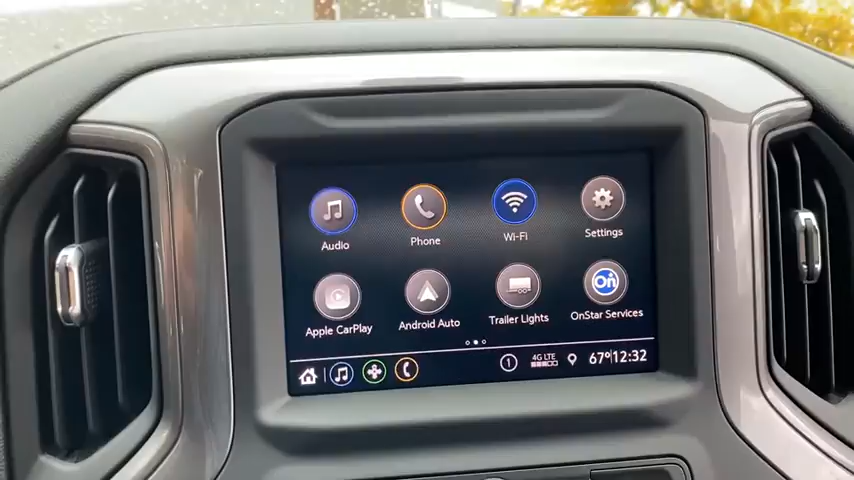 Audio
Phone
Wi-Fi
Settings
On
Apple CarPlay
Android Auto
Trailer Lights
OnStar Services
1
4G LTE
67° 12:32